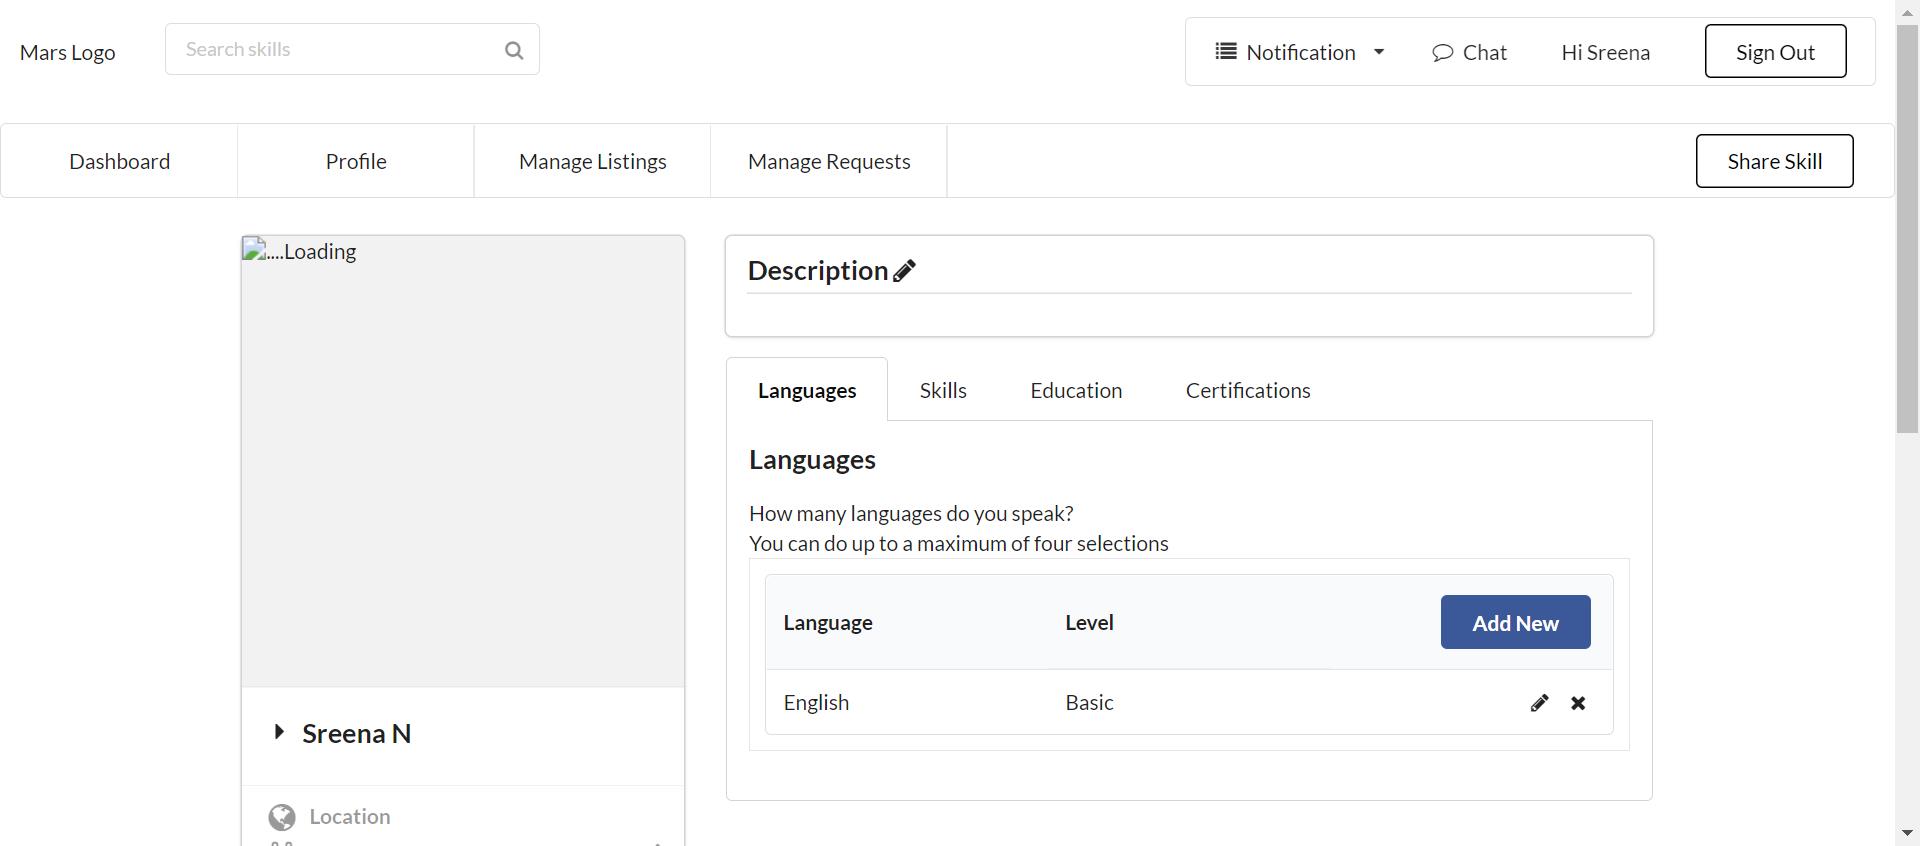 Mars Logo
Search skills
Notification
Chat
Hi Sreena
Sign Out
Dashboard
Profile
Manage Listings
Manage Requests
Share Skill
....Loading
Sreena N
Location
Description
Languages
Skills
Education
Certifications
Languages
How many languages do you speak?
You can do up to a maximum of four selections
Language
Level
Add New
English
Basic